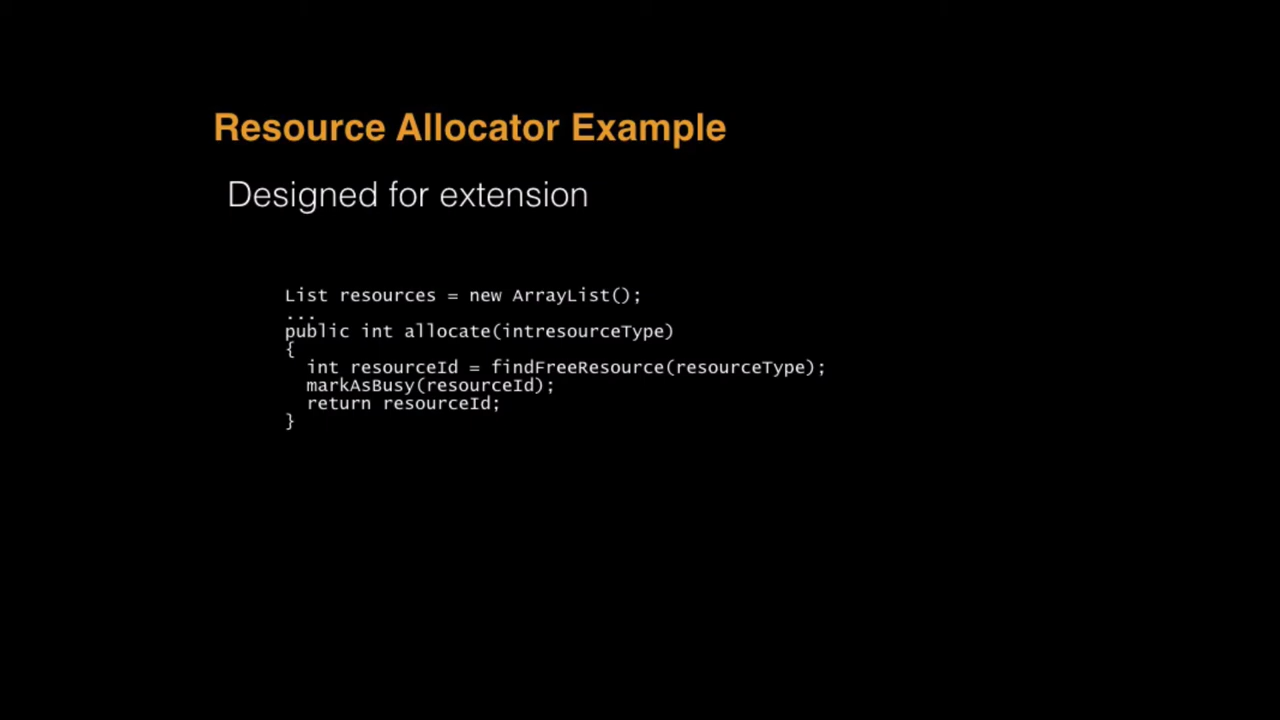 Resource Allocator Example
Designed for extension
List resources = new ArrayList();
...
public int allocate(intresourceType)
{
int resourceId = findFreeResource(resourceType);
markAsBusy(resourceId);
return resourceId;
}